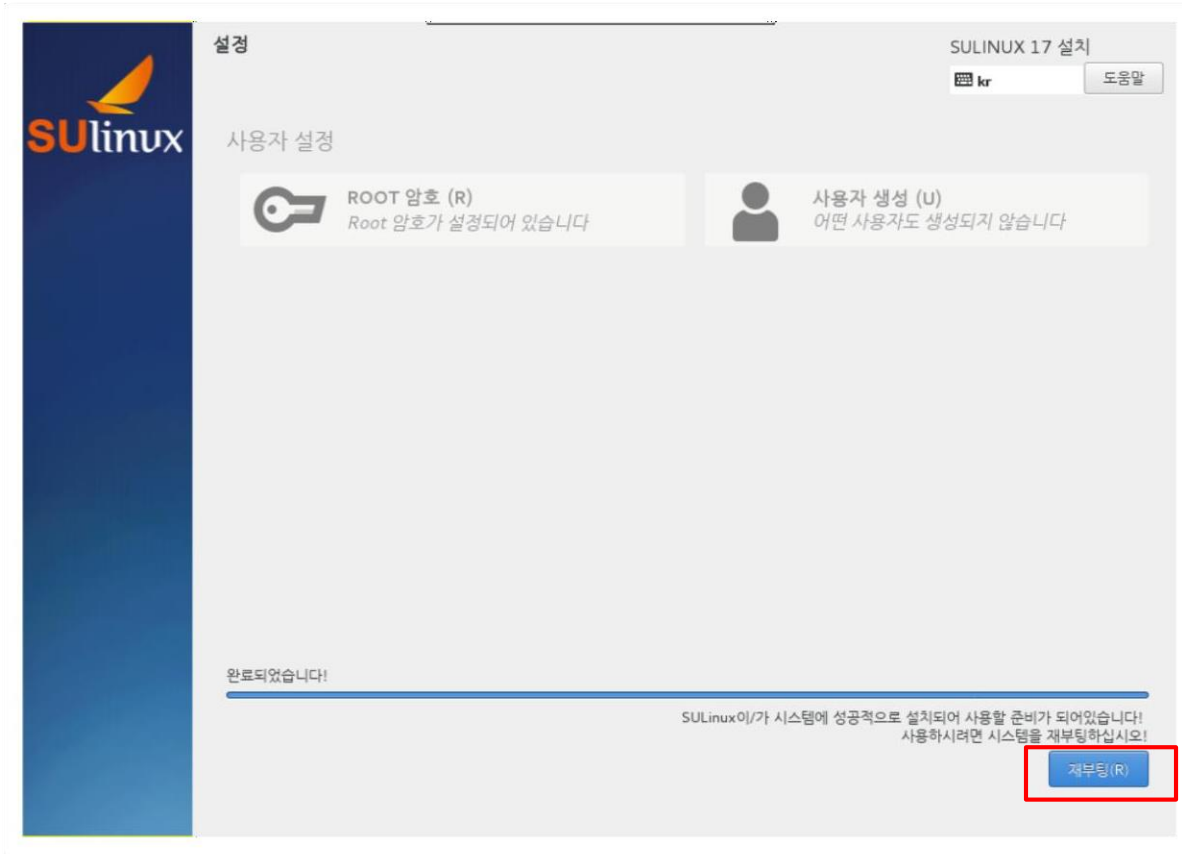 SUlinux
설정
SULINUX 17 설치
kr
도움말
사용자 설정
ROOT 암호 (R)
Root 암호가 설정되어 있습니다
사용자 생성 (U)
어떤 사용자도 생성되지 않습니다
완료되었습니다!
SULinux이/가 시스템에 성공적으로 설치되어 사용할 준비가 되어있습니다!
사용하시려면 시스템을 재부팅하십시오!
재부팅(R)